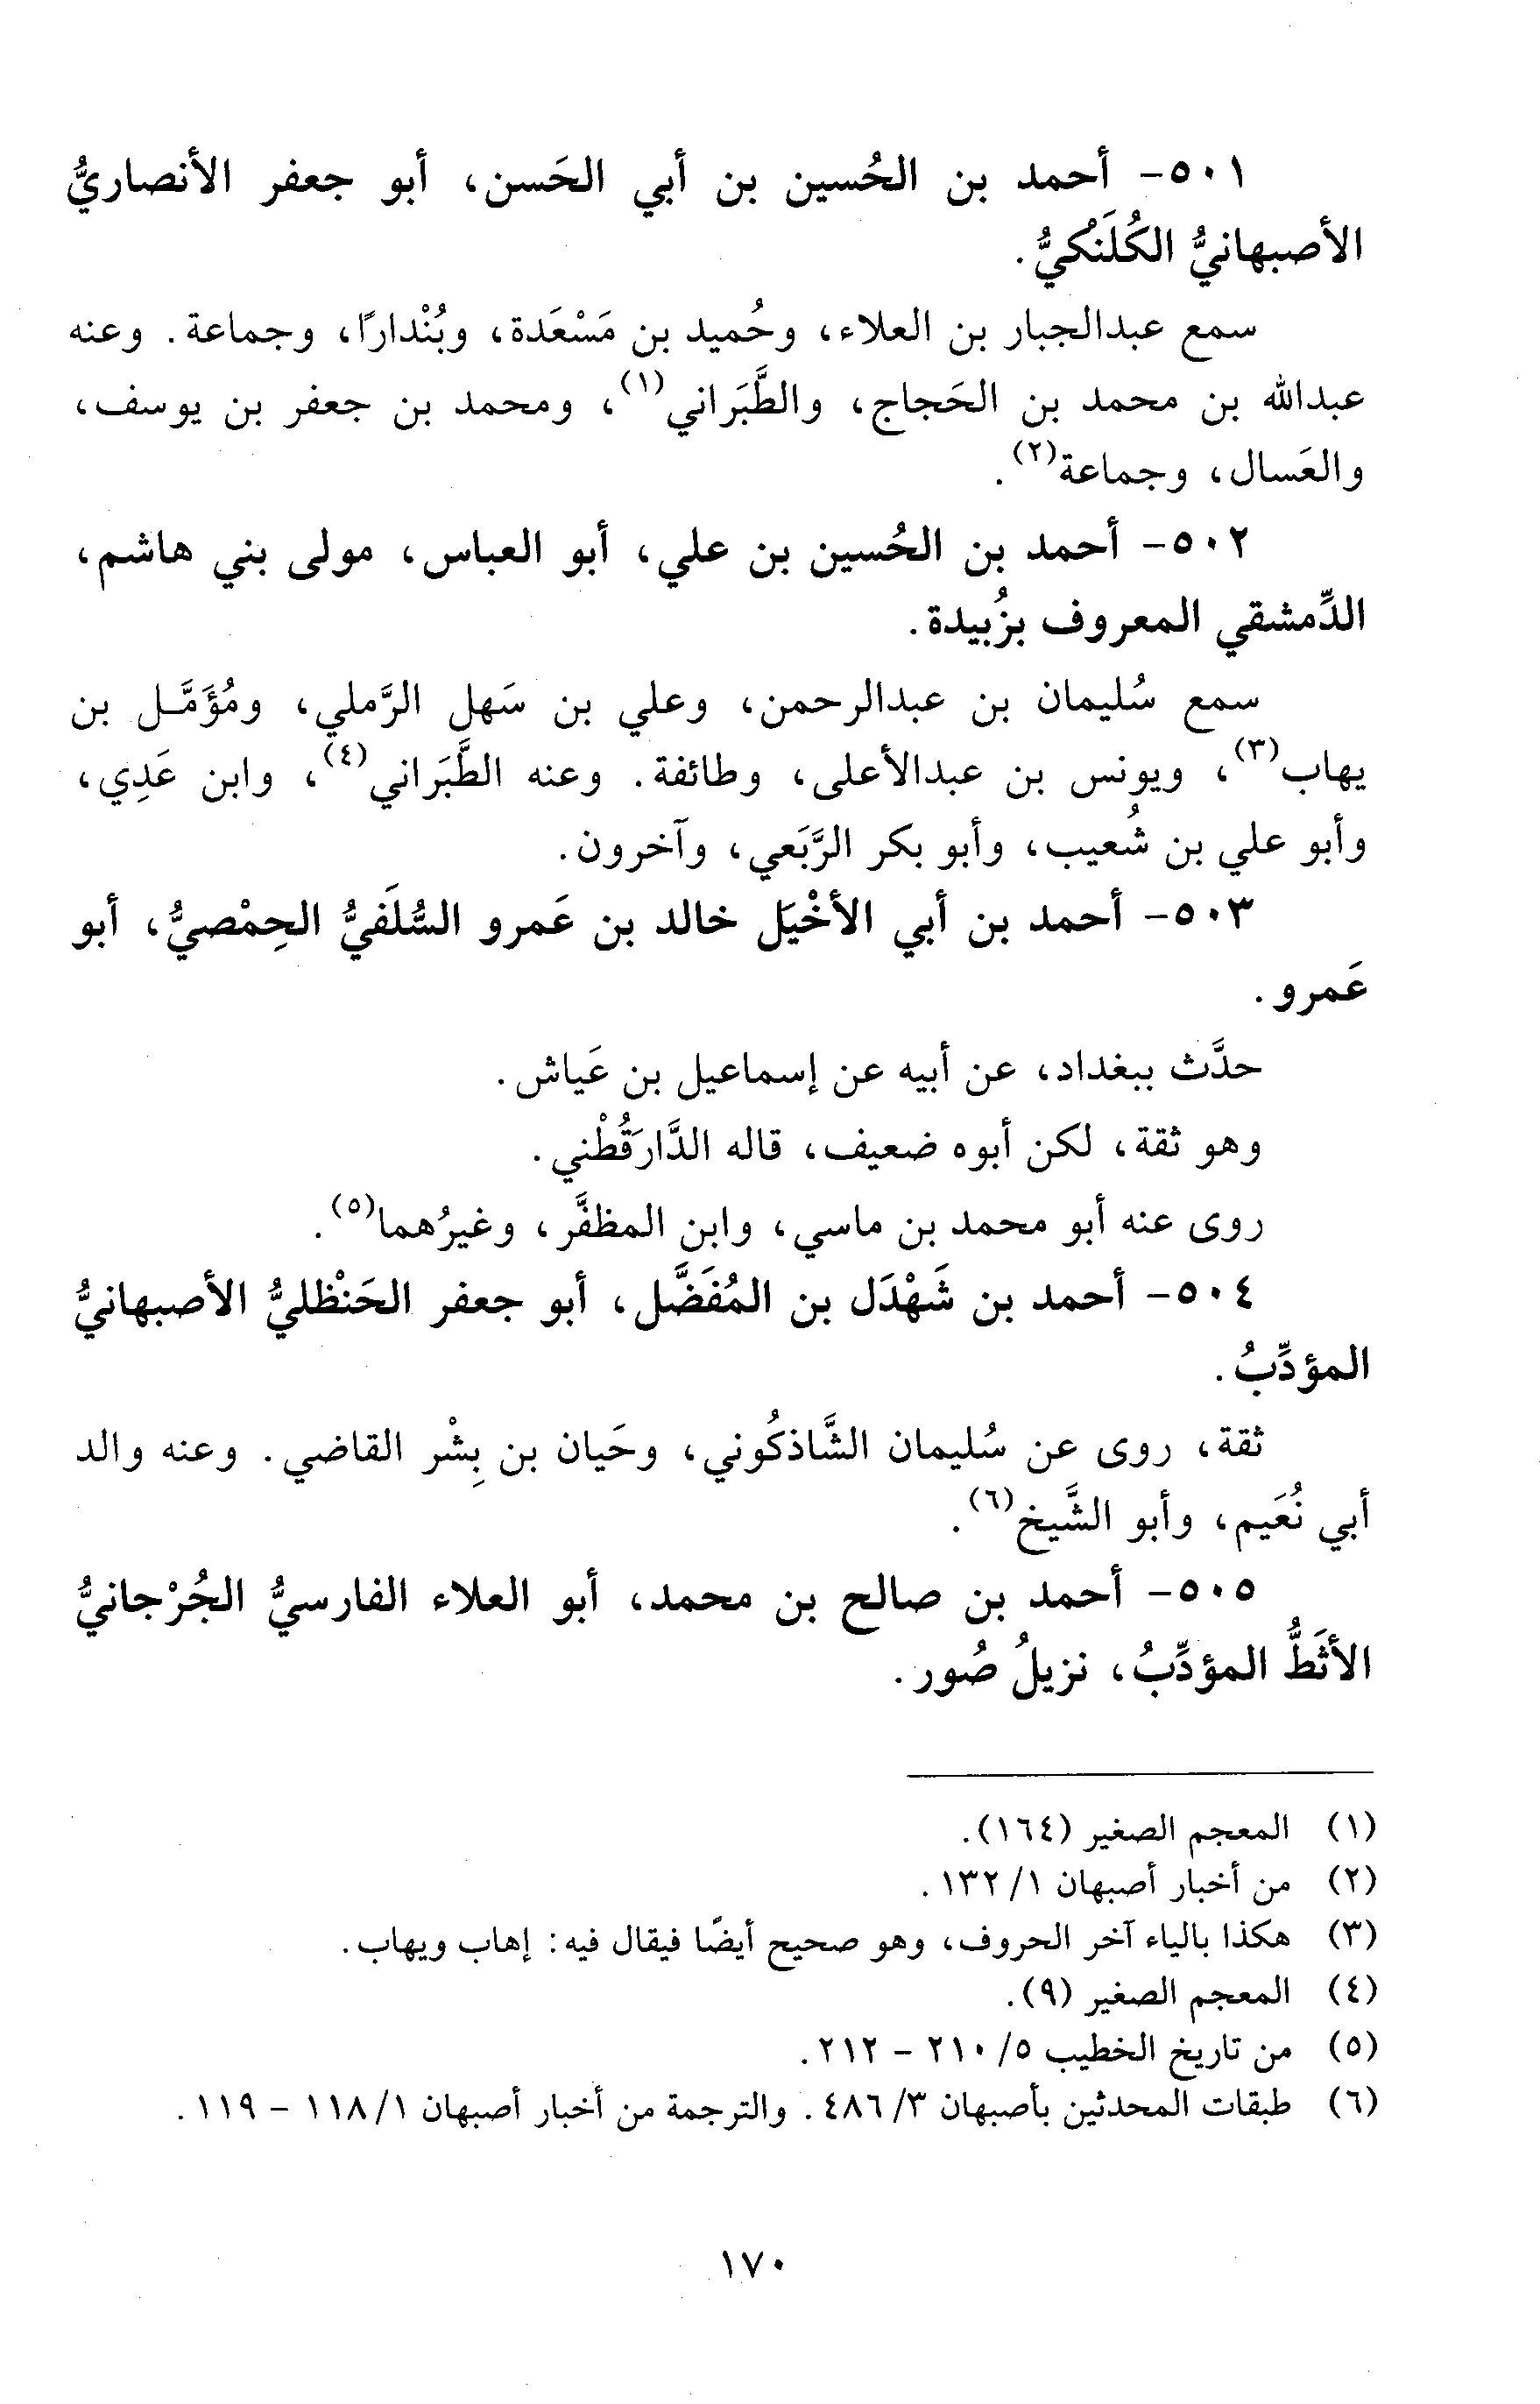 ٥٠١- أحمد بن الحُسين بن أبي الحَسن، أبو جعفر الأنصاريُّ
الأصبهانيُّ الكُلَنْكيُّ.
سمع عبدالجبار بن العلاء، وحُميد بن مَسْعَدة، وبُنْدارًا، وجماعة. وعنه
عبدالله بن محمد بن الحَجاج، والطَّبَراني(١)، ومحمد بن جعفر بن يوسف،
والعَسال، وجماعة(٢).
٥٠٢- أحمد بن الحُسين بن علي، أبو العباس، مولى بني هاشم،
الدِّمشقي المعروف بزُبيدة.
سمع سُليمان بن عبدالرحمن، وعلي بن سَهل الرَّملي، ومُؤَمَّـل بن
يهاب(٣)، ويونس بن عبدالأعلى، وطائفة. وعنه الطَّبَراني(٤)، وابن عَدِي،
وأبو علي بن شُعيب، وأبو بكر الرَّبَعي، وآخرون.
٥٠٣- أحمد بن أبي الأخْيَل خالد بن عَمرو السُّلَفيُّ الحِمْصيُّ، أبو
عَمرو.
حدَّث ببغداد، عن أبيه عن إسماعيل بن عَياش.
وهو ثقة، لكن أبوه ضعيف، قاله الدَّارَقُطْني.
روى عنه أبو محمد بن ماسي، وابن المظفَّر، وغيرُهما(٥).
٥٠٤- أحمد بن شَهْدَل بن المُفَضَّل، أبو جعفر الحَنْظليُّ الأصبهانيُّ
المؤدِّبُ.
ثقة، روى عن سُليمان الشَّاذكُوني، وحَيان بن بِشْر القاضي. وعنه والد
أبي نُعَيم، وأبو الشَّيخ(٦).
٥٠٥- أحمد بن صالح بن محمد، أبو العلاء الفارسيُّ الجُرْجانيُّ
الأثَطُّ المؤدِّبُ، نزيلُ صُور.
(١) المعجم الصغير (١٦٤).
(٢) من أخبار أصبهان ١/ ١٣٢.
(٣) هكذا بالياء آخر الحروف، وهو صحيح أيضًا فيقال فيه: إهاب ويهاب.
(٤) المعجم الصغير (٩).
(٥) من تاريخ الخطيب ٥/ ٢١٠ - ٢١٢.
(٦) طبقات المحدثين بأصبهان ٣/ ٤٨٦. والترجمة من أخبار أصبهان ١/ ١١٨ - ١١٩.
١٧٠